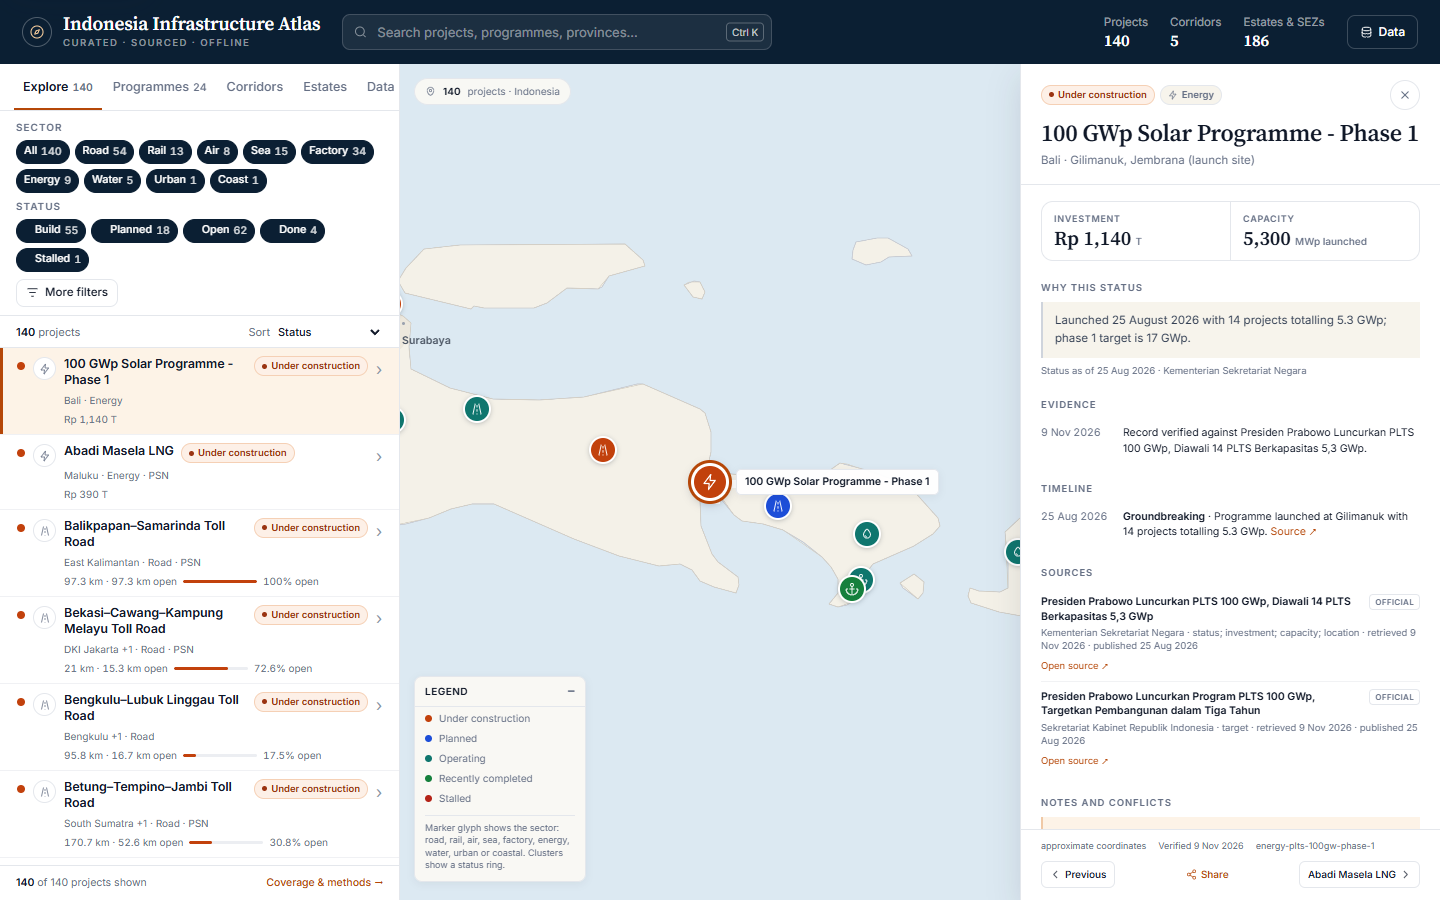 Indonesia Infrastructure Atlas
CURATED · SOURCED · OFFLINE
Search projects, programmes, provinces...
Ctrl K
Projects
140
Corridors
5
Estates & SEZs
186
Data
Explore 140
Programmes 24
Corridors
Estates
Data
SECTOR
All 140
Road 54
Rail 13
Air 8
Sea 15
Factory 34
Energy 9
Water 5
Urban 1
Coast 1
STATUS
Build 55
Planned 18
Open 62
Done 4
Stalled 1
More filters
140 projects
Sort Status
100 GWp Solar Programme -
Phase 1
Under construction
Bali · Energy
Rp 1,140 T
Abadi Masela LNG
Under construction
Maluku · Energy · PSN
Rp 390 T
Balikpapan–Samarinda Toll
Road
Under construction
East Kalimantan · Road · PSN
97.3 km · 97.3 km open
100% open
Bekasi–Cawang–Kampung
Melayu Toll Road
Under construction
DKI Jakarta +1 · Road · PSN
21 km · 15.3 km open
72.6% open
Bengkulu–Lubuk Linggau Toll
Road
Under construction
Bengkulu +1 · Road
95.8 km · 16.7 km open
17.5% open
Betung–Tempino–Jambi Toll
Road
Under construction
South Sumatra +1 · Road · PSN
170.7 km · 52.6 km open
30.8% open
140 of 140 projects shown
Coverage & methods →
140 projects · Indonesia
Surabaya
100 GWp Solar Programme - Phase 1
LEGEND
Under construction
Planned
Operating
Recently completed
Stalled
Marker glyph shows the sector:
road, rail, air, sea, factory, energy,
water, urban or coastal. Clusters
show a status ring.
Under construction
Energy
100 GWp Solar Programme - Phase 1
Bali · Gilimanuk, Jembrana (launch site)
INVESTMENT
Rp 1,140 T
CAPACITY
5,300 MWp launched
WHY THIS STATUS
Launched 25 August 2026 with 14 projects totalling 5.3 GWp;
phase 1 target is 17 GWp.
Status as of 25 Aug 2026 · Kementerian Sekretariat Negara
EVIDENCE
9 Nov 2026
Record verified against Presiden Prabowo Luncurkan PLTS
100 GWp, Diawali 14 PLTS Berkapasitas 5,3 GWp.
TIMELINE
25 Aug 2026
Groundbreaking · Programme launched at Gilimanuk with
14 projects totalling 5.3 GWp. Source ↗
SOURCES
Presiden Prabowo Luncurkan PLTS 100 GWp, Diawali 14 PLTS
Berkapasitas 5,3 GWp
OFFICIAL
Kementerian Sekretariat Negara · status; investment; capacity; location · retrieved 9
Nov 2026 · published 25 Aug 2026
Open source ↗
Presiden Prabowo Luncurkan Program PLTS 100 GWp,
Targetkan Pembangunan dalam Tiga Tahun
OFFICIAL
Sekretariat Kabinet Republik Indonesia · target · retrieved 9 Nov 2026 · published 25
Aug 2026
Open source ↗
NOTES AND CONFLICTS
approximate coordinates
Verified 9 Nov 2026
energy-plts-100gw-phase-1
Previous
Share
Abadi Masela LNG